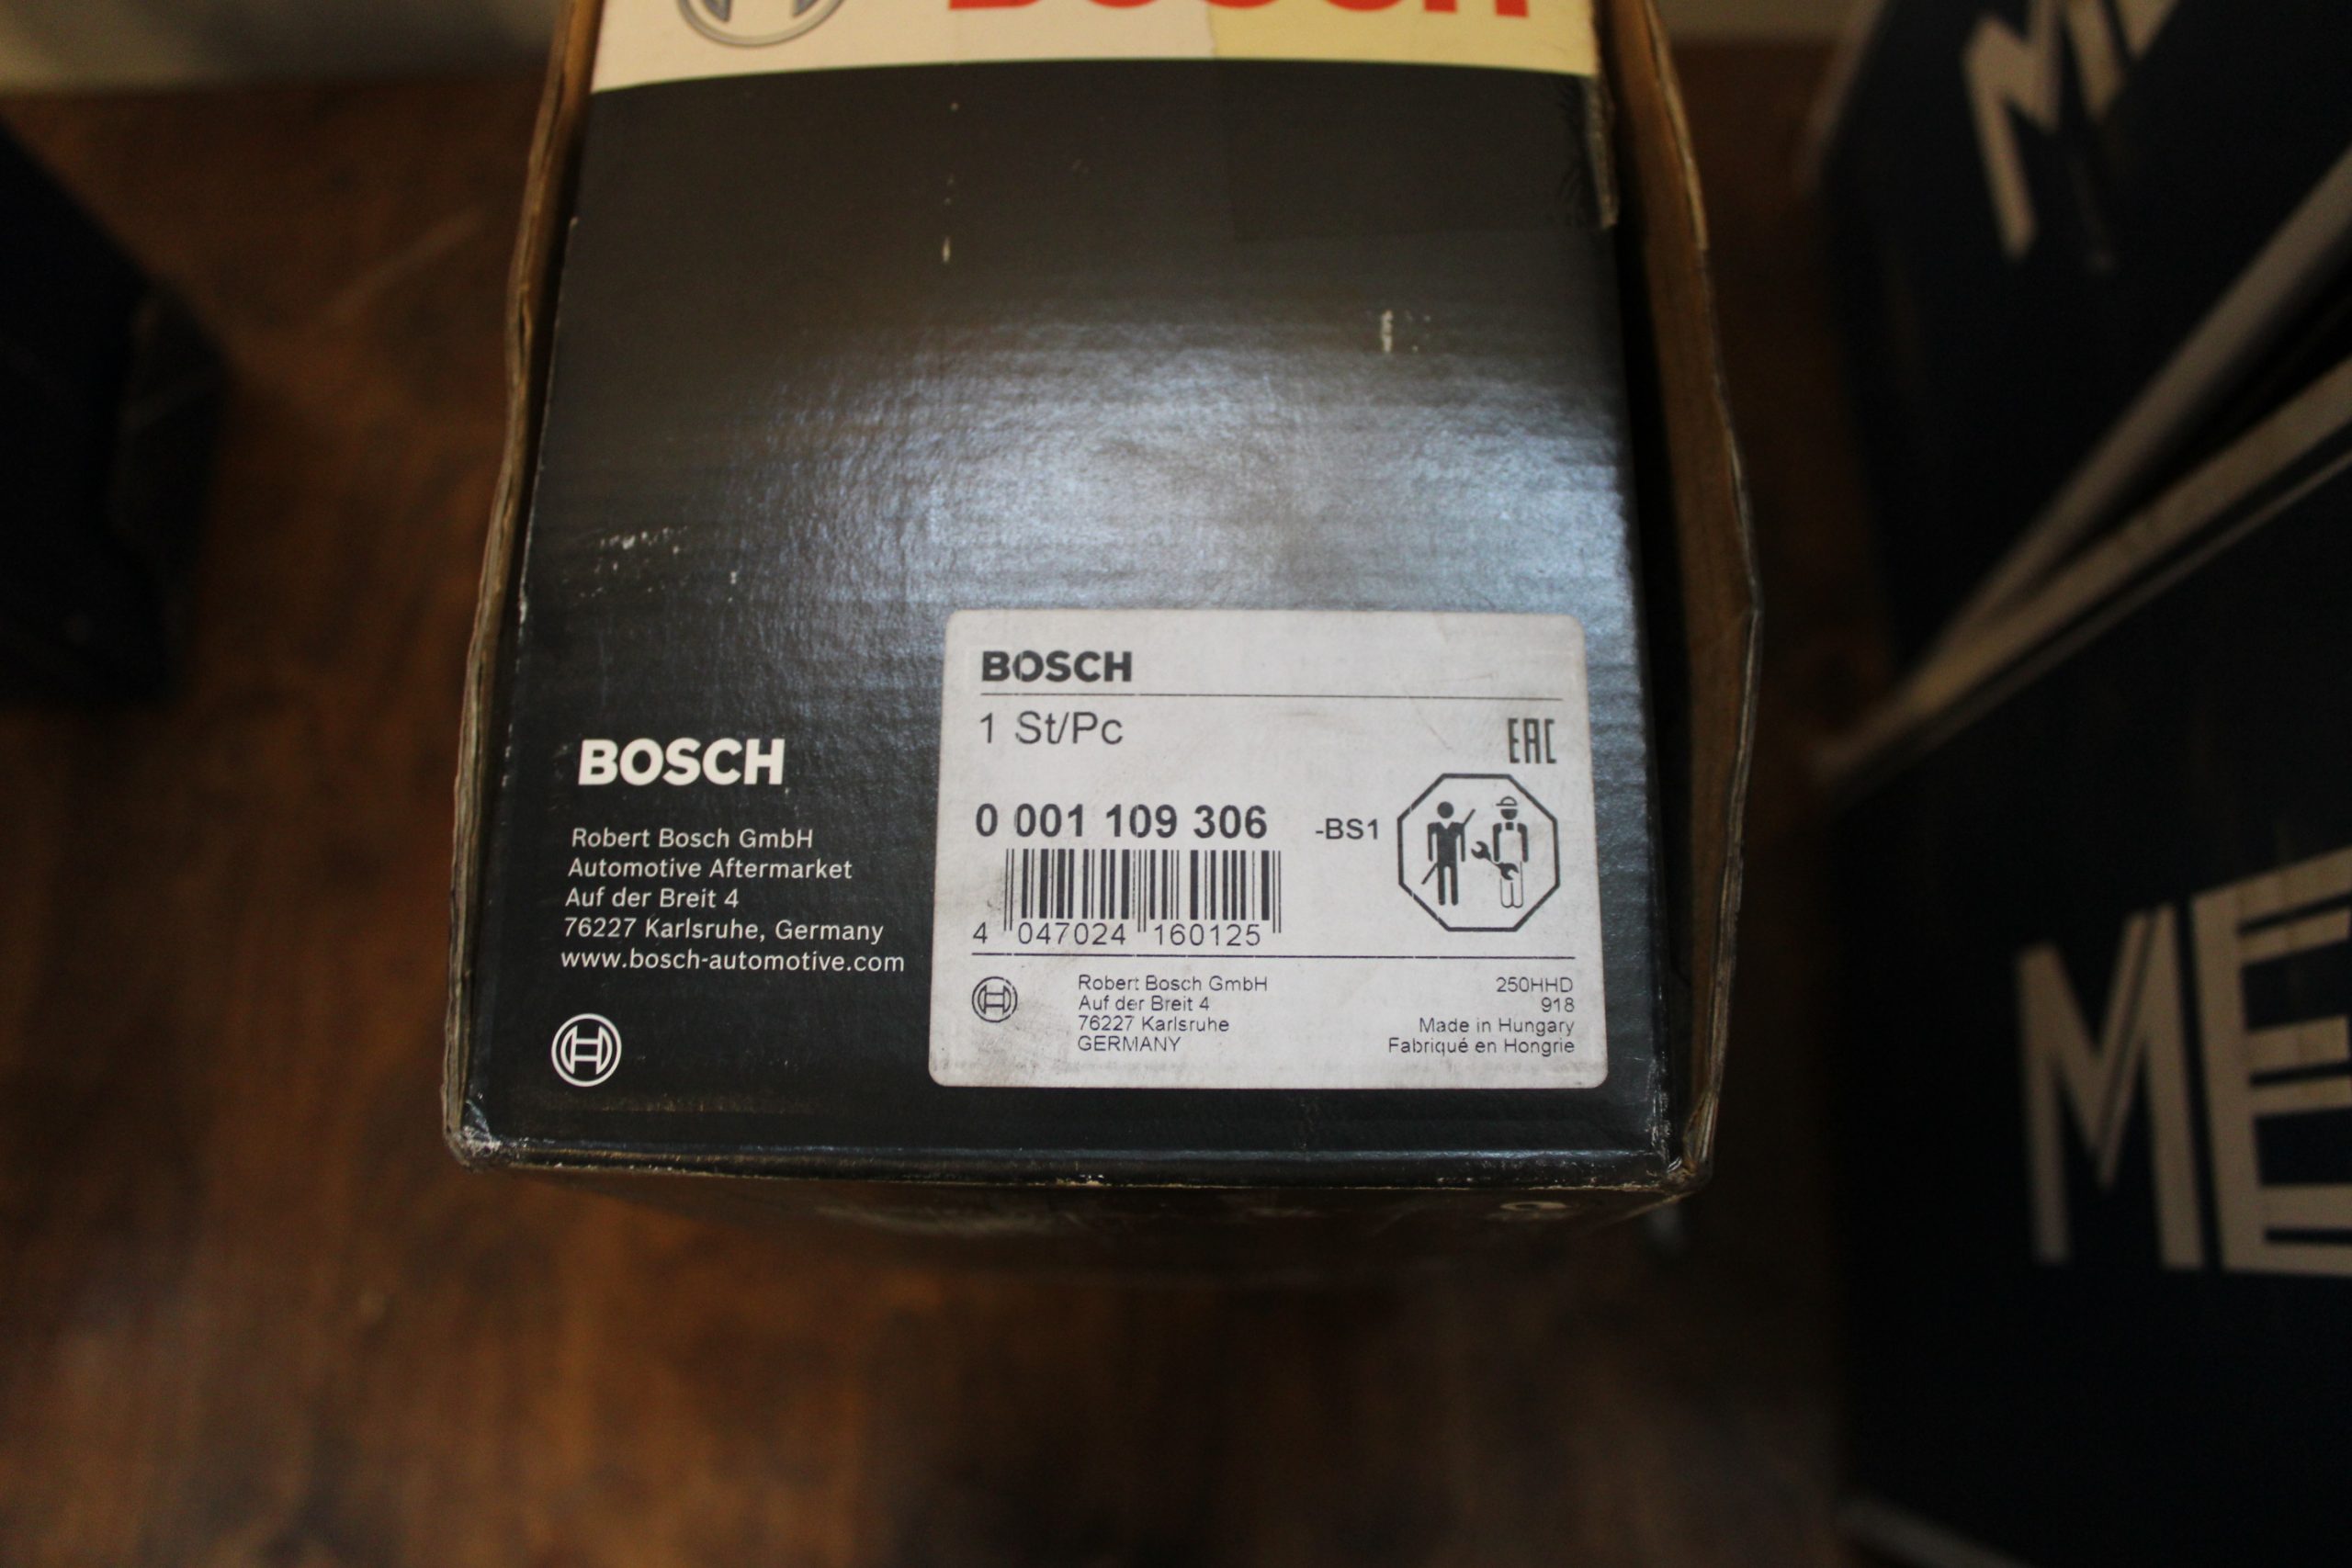 BOSCH
BOSCH
1 St/Pc
EAC
0 001 109 306 -BS1
4 047024 160125
Robert Bosch GmbH
Auf der Breit 4
76227 Karlsruhe
GERMANY
250HHD
918
Made in Hungary
Fabriqué en Hongrie
BOSCH
Robert Bosch GmbH
Automotive Aftermarket
Auf der Breit 4
76227 Karlsruhe, Germany
www.bosch-automotive.com
ME